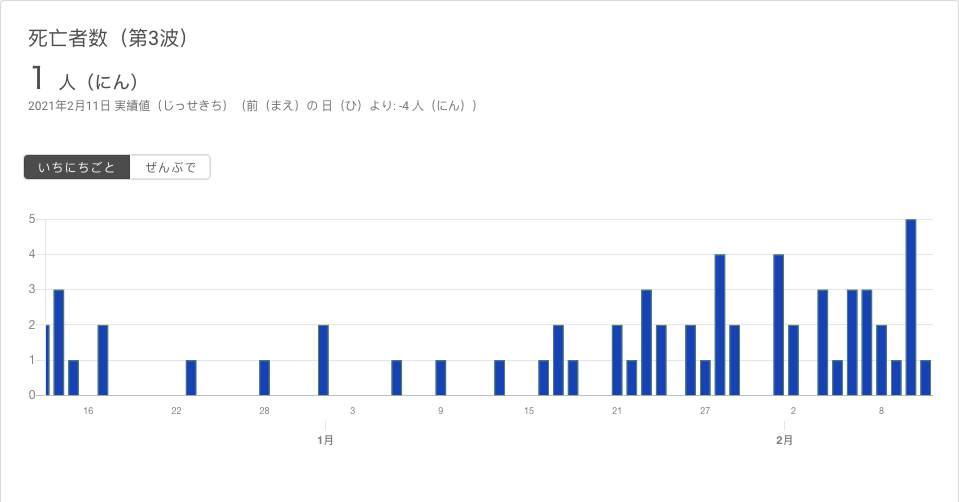 死亡者数（第3波）
1 人（にん）
2021年2月11日 実績値（じっせきち）（前（まえ）の 日（ひ）より: -4 人（にん））
いちにちごと ぜんぶで
5
4
3
2
1
0
16 22 28 3 9 15 21 27 2 8
1月 2月